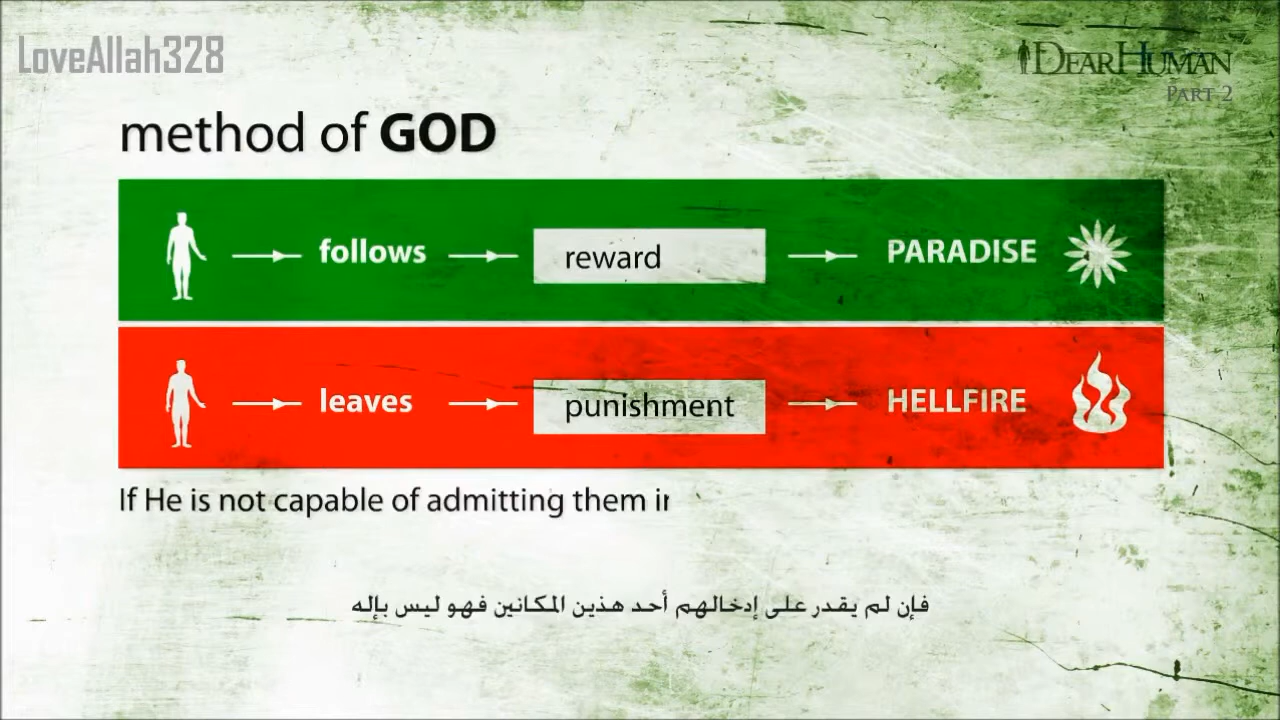 LoveAllah328
DEARHUMAN
PART 2
method of GOD
follows reward PARADISE
leaves punishment HELLFIRE
If He is not capable of admitting them in
فإن لم يقدر على إدخالهم أحد هذين المكانين فهو ليس بإله